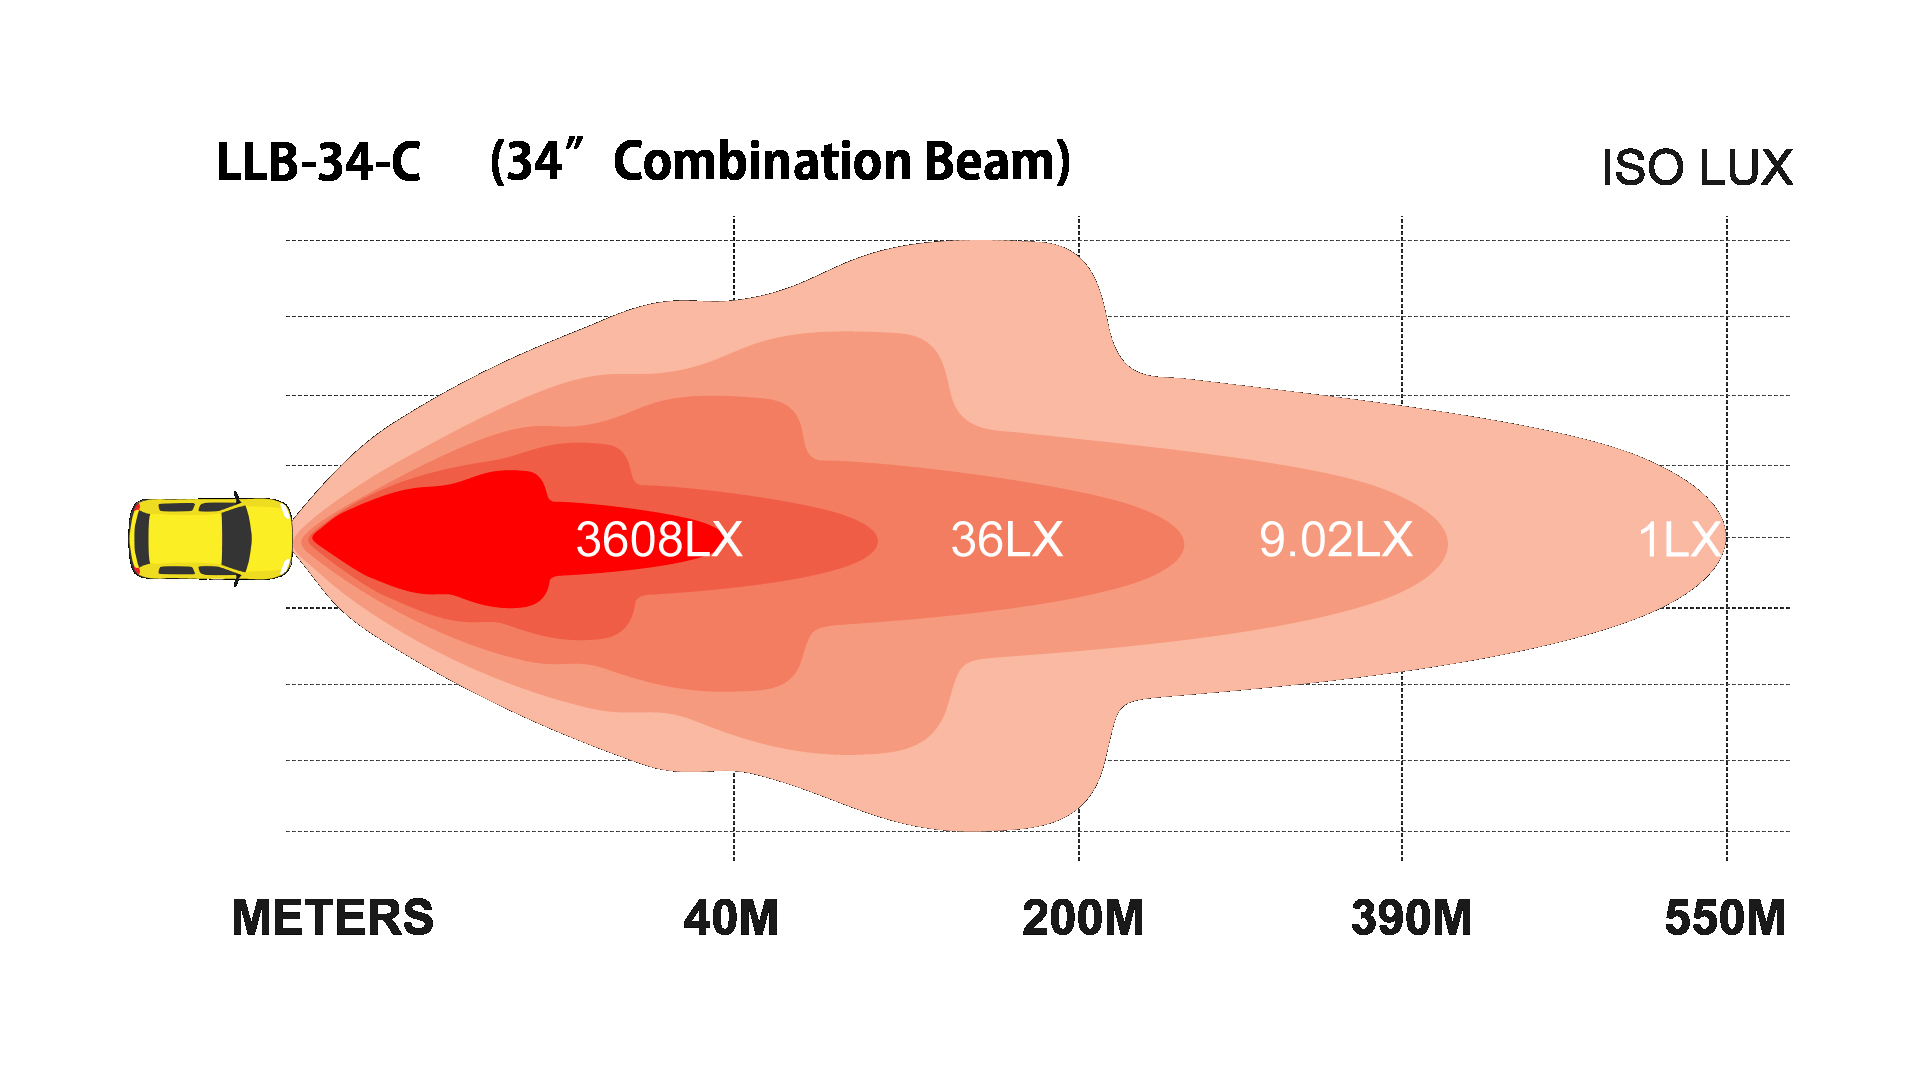 LLB-34-C (34″ Combination Beam)
ISO LUX
3608LX 36LX 9.02LX 1LX
METERS 40M 200M 390M 550M